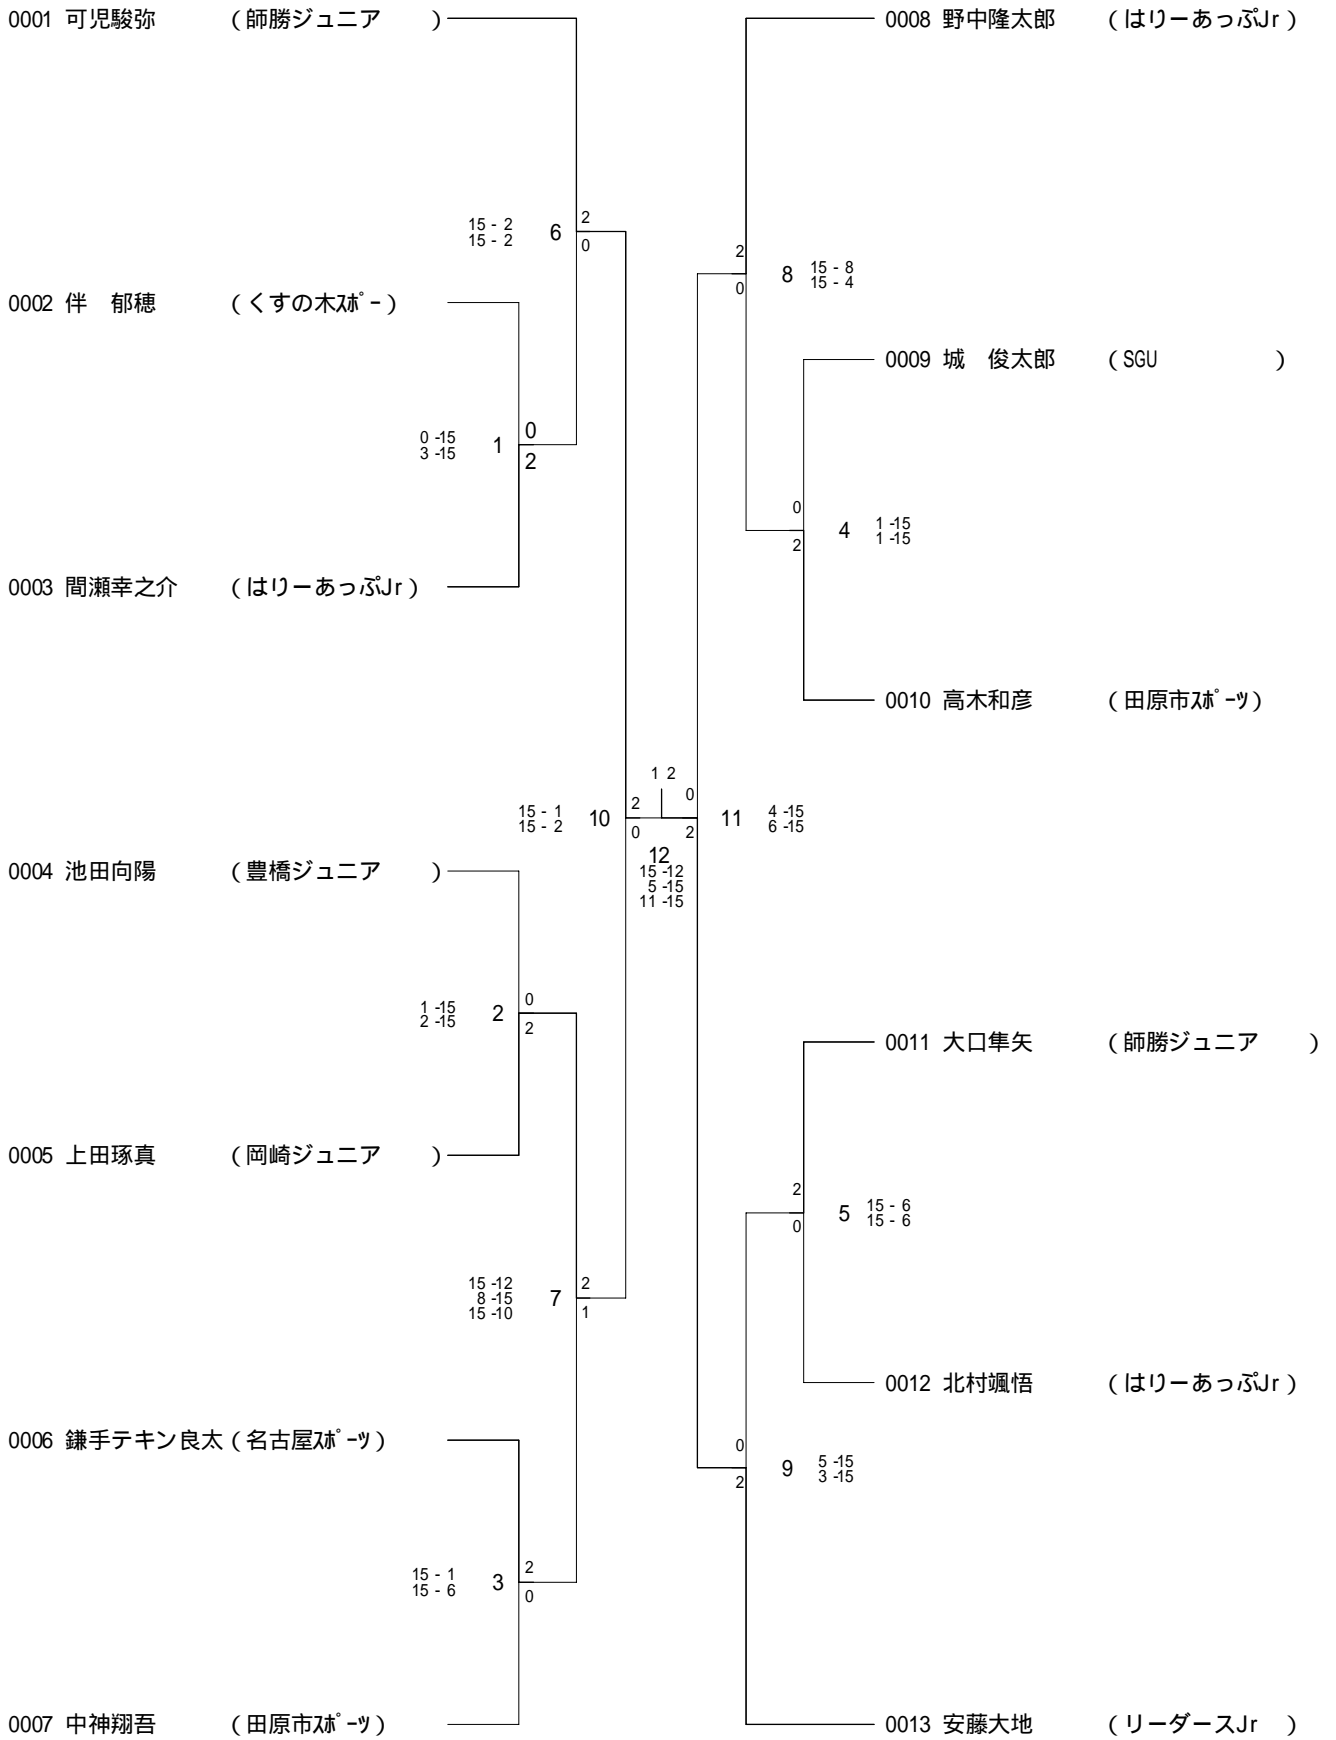 0001 可児駿弥 (師勝ジュニア )
15 - 2
15 - 2
6
2
0
0002 伴 郁穂 (くすの木ｽﾎﾟｰ)
0 -15
3 -15
1
0
2
0003 間瀬幸之介 (はりーあっぷJr)
15 - 1
15 - 2
10
2
0
0004 池田向陽 (豊橋ジュニア )
1 -15
2 -15
2
0
2
0005 上田琢真 (岡崎ジュニア )
15 -12
8 -15
15 -10
7
2
1
0006 鎌手テキン良太 (名古屋ｽﾎﾟｰﾂ)
15 - 1
15 - 6
3
2
0
0007 中神翔吾 (田原市ｽﾎﾟｰﾂ)
1 2
12
15 -12
5 -15
11 -15
0008 野中隆太郎 (はりーあっぷJr)
2
0
8
15 - 8
15 - 4
0009 城 俊太郎 (SGU )
0
2
4
1 -15
1 -15
0010 高木和彦 (田原市ｽﾎﾟｰﾂ)
0
2
11
4 -15
6 -15
0011 大口隼矢 (師勝ジュニア )
2
0
5
15 - 6
15 - 6
0012 北村颯悟 (はりーあっぷJr)
0
2
9
5 -15
3 -15
0013 安藤大地 (リーダースJr )